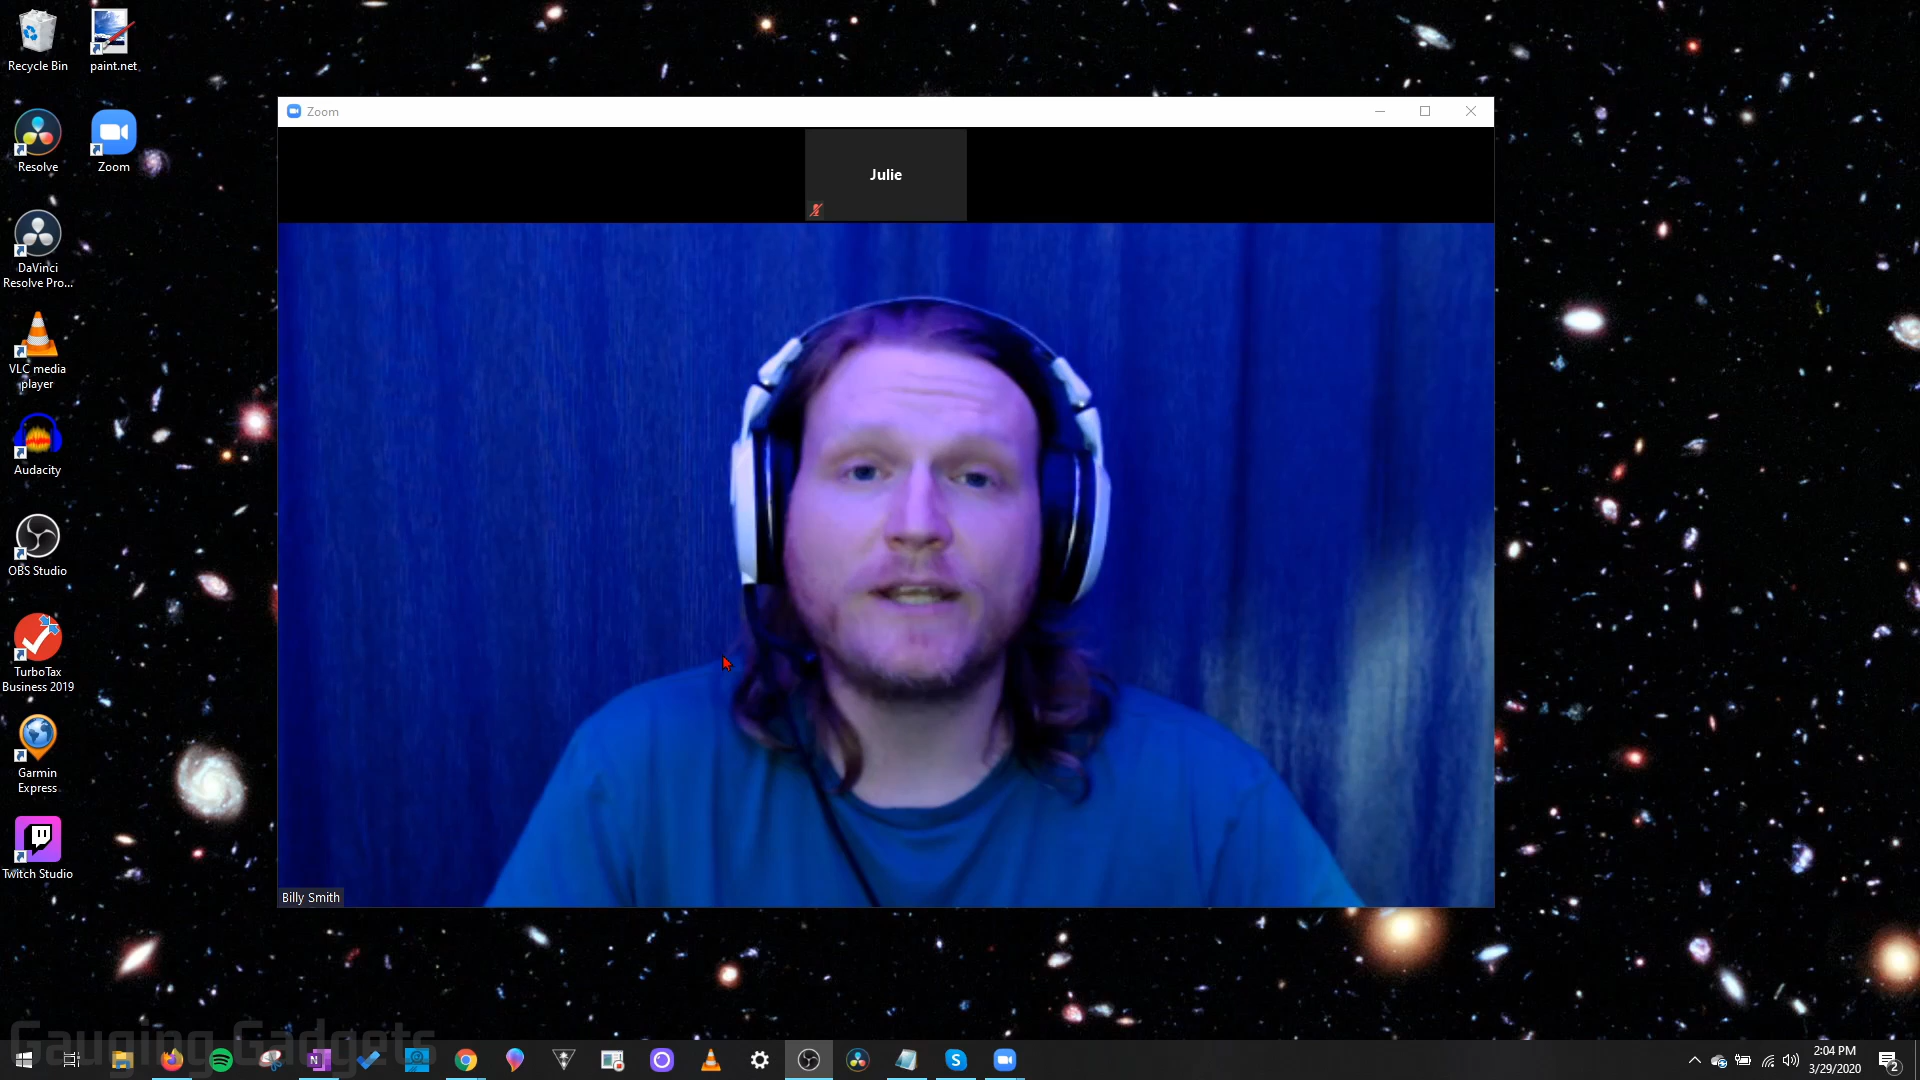 Recycle Bin
paint.net
Resolve
Zoom
DaVinci
Resolve Pro...
VLC media
player
Audacity
OBS Studio
TurboTax
Business 2019
Garmin
Express
Twitch Studio
Zoom
Julie
Billy Smith
Gauging Gadgets
2:04 PM
3/29/2020
2